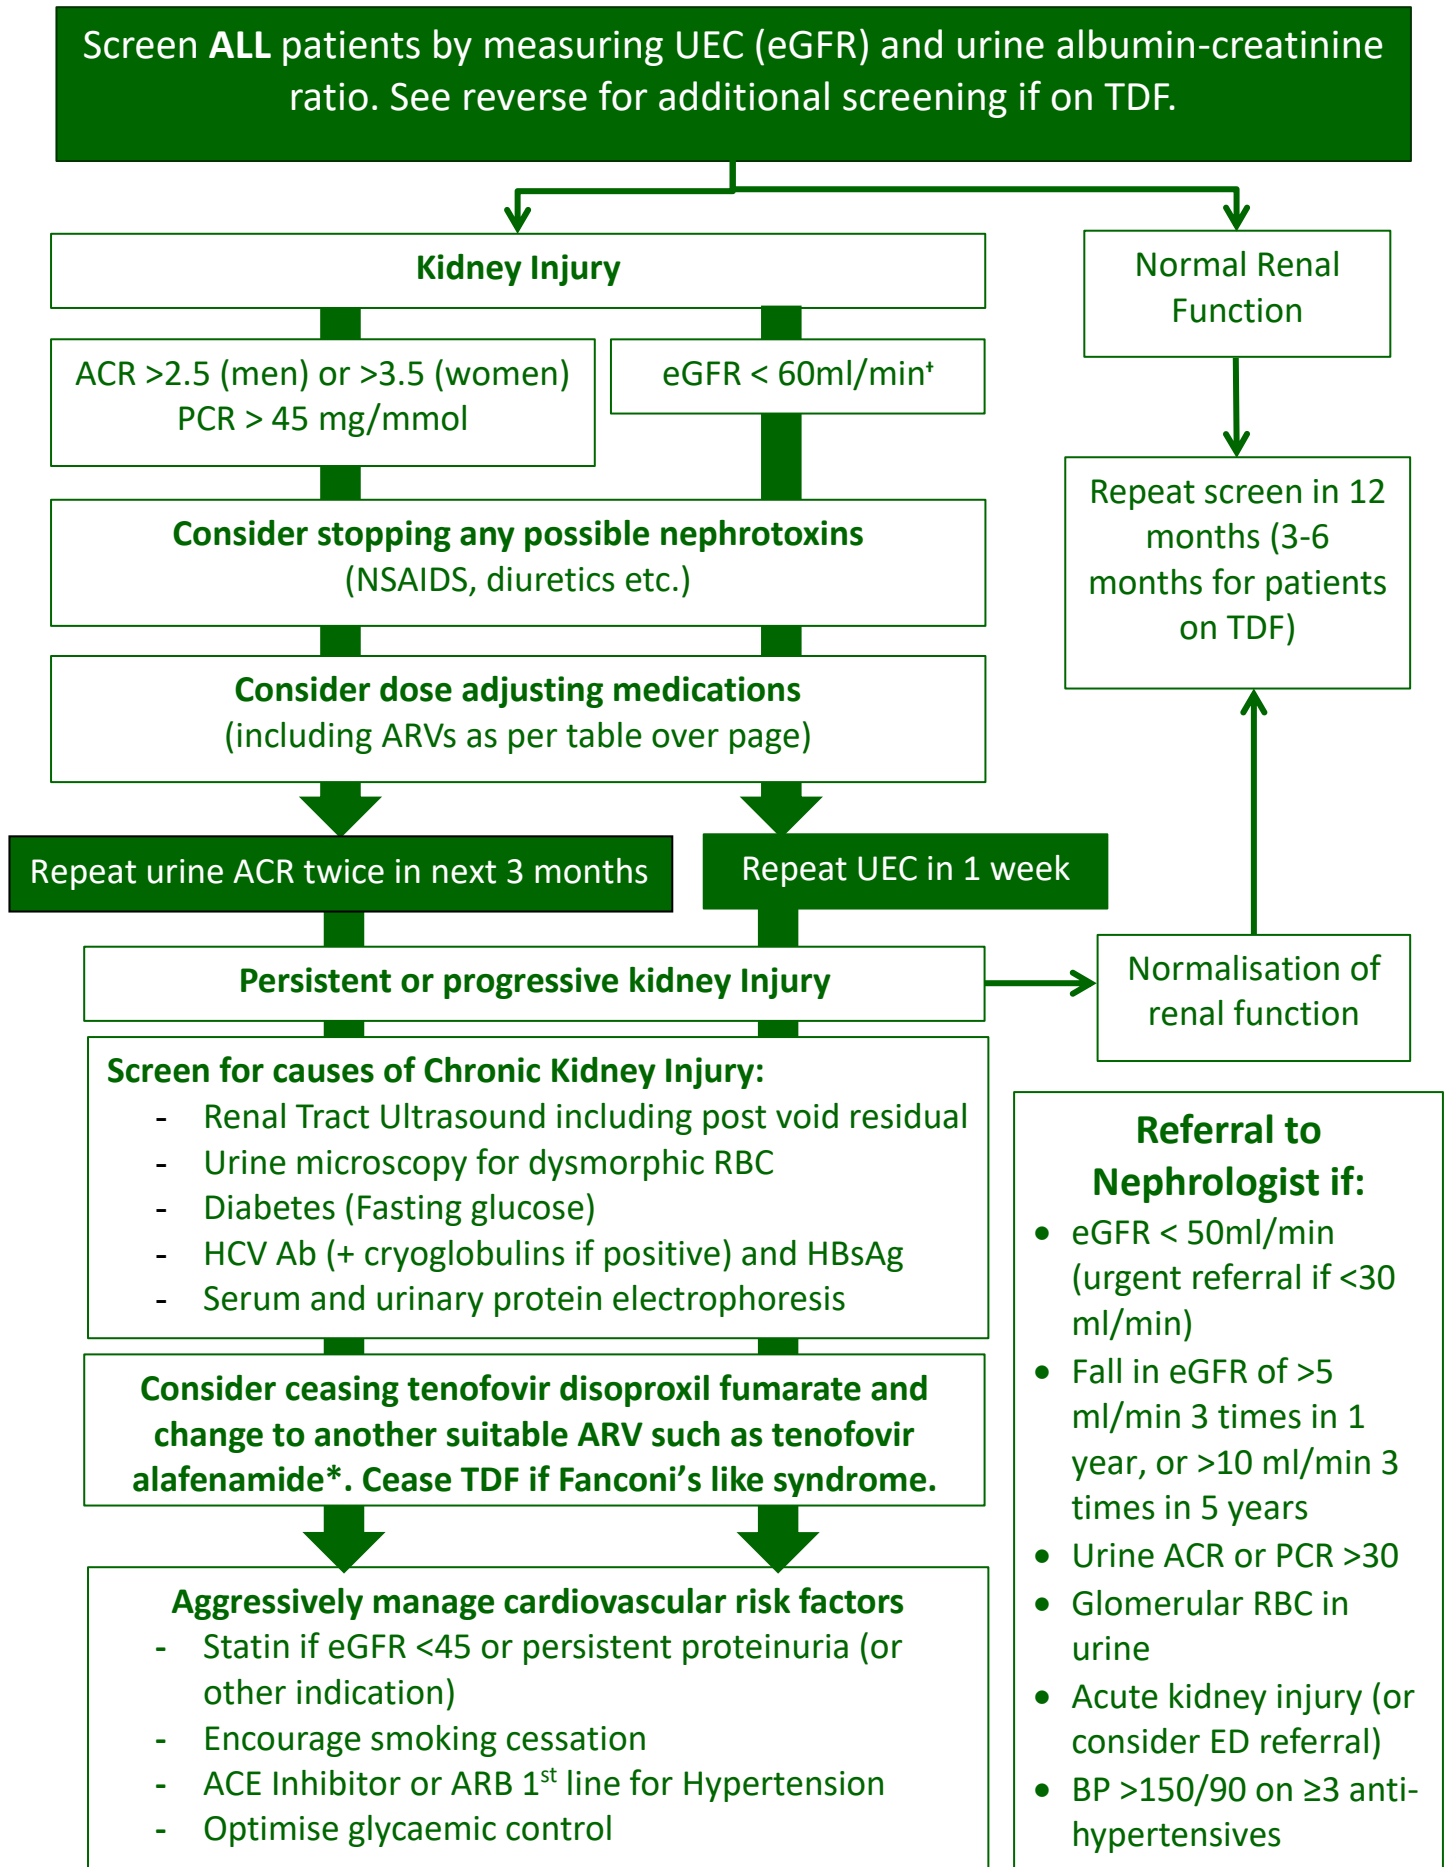 Screen ALL patients by measuring UEC (eGFR) and urine albumin-creatinine
ratio. See reverse for additional screening if on TDF.
Kidney Injury
Normal Renal
Function
ACR >2.5 (men) or >3.5 (women)
PCR > 45 mg/mmol
eGFR < 60ml/min†
Consider stopping any possible nephrotoxins
(NSAIDS, diuretics etc.)
Repeat screen in 12
months (3-6
months for patients
on TDF)
Consider dose adjusting medications
(including ARVs as per table over page)
Repeat urine ACR twice in next 3 months
Repeat UEC in 1 week
Persistent or progressive kidney Injury
Normalisation of
renal function
Screen for causes of Chronic Kidney Injury:
- Renal Tract Ultrasound including post void residual
- Urine microscopy for dysmorphic RBC
- Diabetes (Fasting glucose)
- HCV Ab (+ cryoglobulins if positive) and HBsAg
- Serum and urinary protein electrophoresis
Consider ceasing tenofovir disoproxil fumarate and
change to another suitable ARV such as tenofovir
alafenamide*. Cease TDF if Fanconi's like syndrome.
Aggressively manage cardiovascular risk factors
- Statin if eGFR <45 or persistent proteinuria (or
other indication)
- Encourage smoking cessation
- ACE Inhibitor or ARB 1st line for Hypertension
- Optimise glycaemic control
Referral to
Nephrologist if:
• eGFR < 50ml/min
(urgent referral if <30
ml/min)
• Fall in eGFR of >5
ml/min 3 times in 1
year, or >10 ml/min 3
times in 5 years
• Urine ACR or PCR >30
• Glomerular RBC in
urine
• Acute kidney injury (or
consider ED referral)
• BP >150/90 on ≥3 anti-
hypertensives